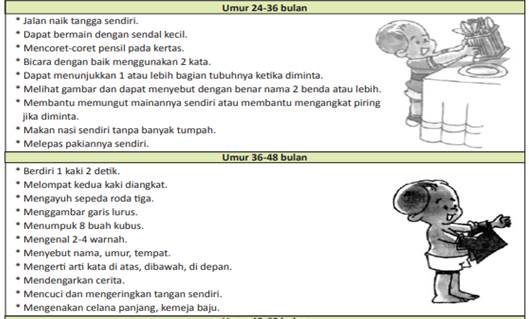 Umur 24-36 bulan
* Jalan naik tangga sendiri.
* Dapat bermain dengan sendal kecil.
* Mencoret-coret pensil pada kertas.
* Bicara dengan baik menggunakan 2 kata.
* Dapat menunjukkan 1 atau lebih bagian tubuhnya ketika diminta.
* Melihat gambar dan dapat menyebut dengan benar nama 2 benda atau lebih.
* Membantu memungut mainannya sendiri atau membantu mengangkat piring
jika diminta.
* Makan nasi sendiri tanpa banyak tumpah.
* Melepas pakiannya sendiri.
Umur 36-48 bulan
* Berdiri 1 kaki 2 detik.
* Melompat kedua kaki diangkat.
* Mengayuh sepeda roda tiga.
* Menggambar garis lurus.
* Menumpuk 8 buah kubus.
* Mengenal 2-4 warnah.
* Menyebut nama, umur, tempat.
* Mengerti arti kata di atas, dibawah, di depan.
* Mendengarkan cerita.
* Mencuci dan mengeringkan tangan sendiri.
* Mengenakan celana panjang, kemeja baju.